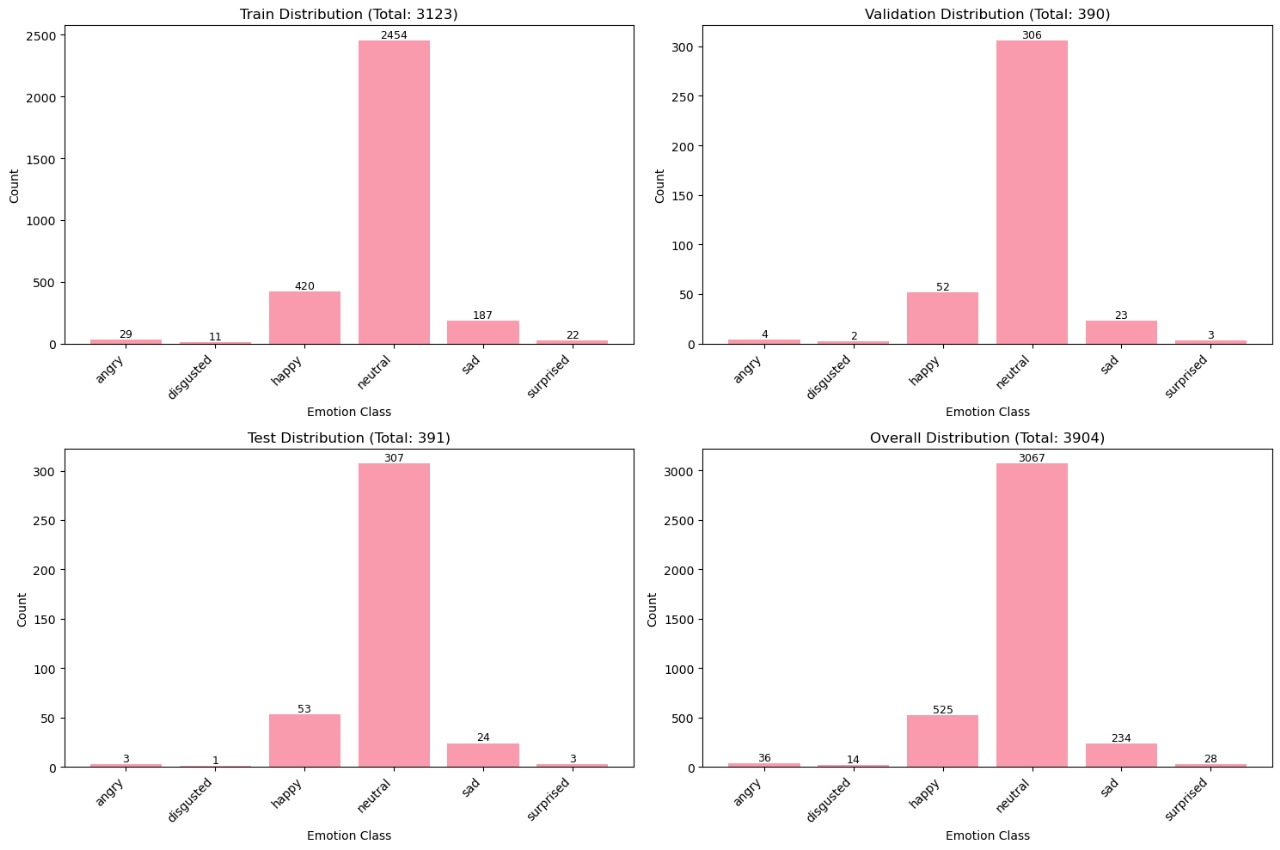 Train Distribution (Total: 3123)
Count
2500
2000
1500
1000
500
0
29
11
420
2454
187
22
angry
disgusted
happy
neutral
sad
surprised
Emotion Class
Validation Distribution (Total: 390)
Count
300
250
200
150
100
50
0
4
2
52
306
23
3
angry
disgusted
happy
neutral
sad
surprised
Emotion Class
Test Distribution (Total: 391)
Count
300
250
200
150
100
50
0
3
1
53
307
24
3
angry
disgusted
happy
neutral
sad
surprised
Emotion Class
Overall Distribution (Total: 3904)
Count
3000
2500
2000
1500
1000
500
0
36
14
525
3067
234
28
angry
disgusted
happy
neutral
sad
surprised
Emotion Class